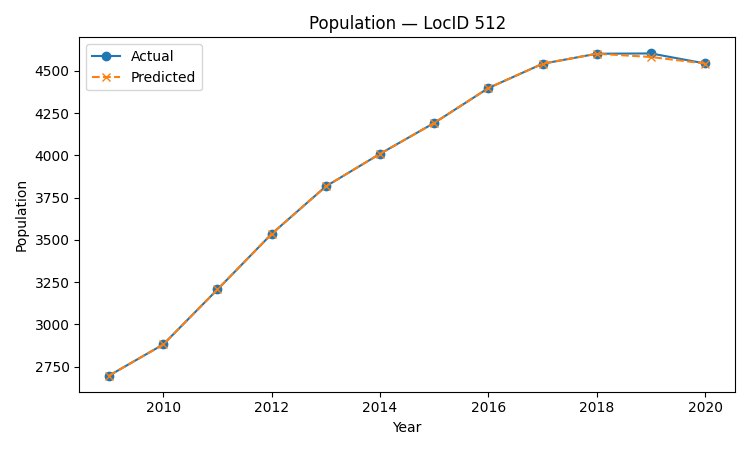 Population — LocID 512
Actual
Predicted
4500
4250
4000
3750
3500
3250
3000
2750
Population
2010 2012 2014 2016 2018 2020
Year